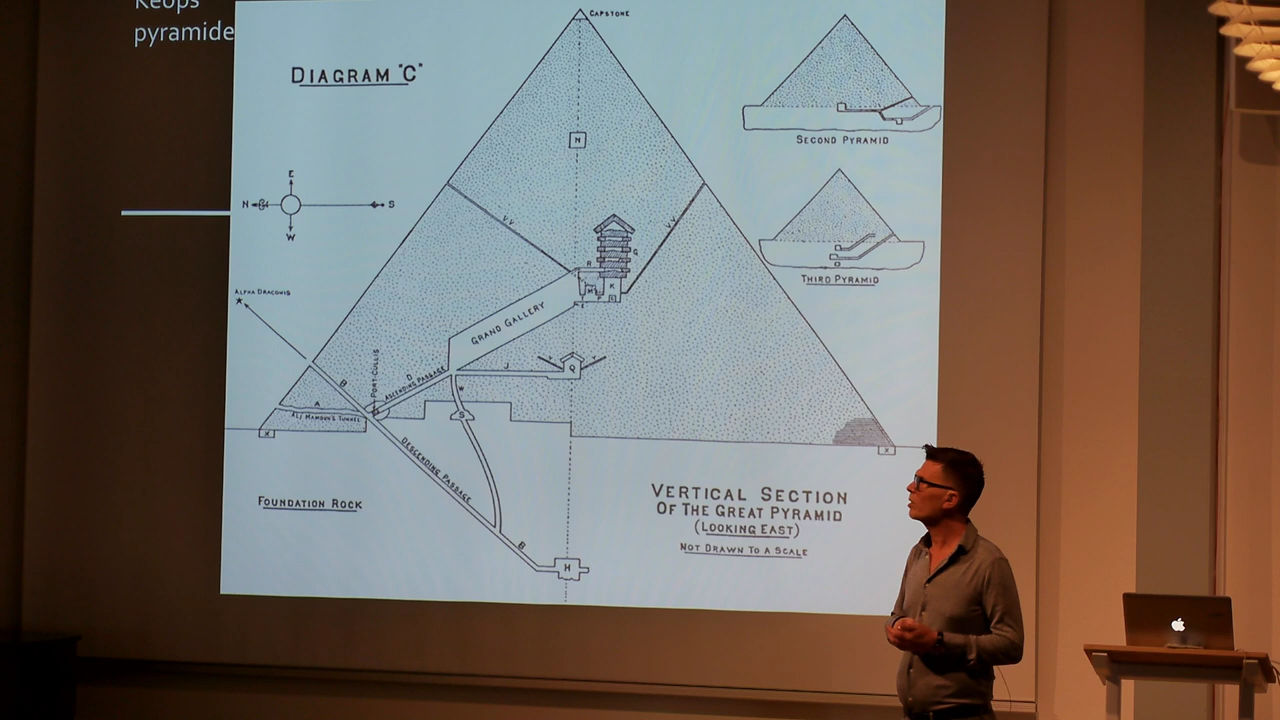 Keops
pyramide
DIAGRAM "C"
CAPSTONE
N
SECOND PYRAMID
E
N
S
W
THIRD PYRAMID
ALPHA DRACONIS
V.V
V.V
R
G
K
M
L
F
GRAND GALLERY
PORT-CULLIS
D
ASCENDING PASSAGE
J
Q
B
A
AL MAMOUN'S TUNNEL
S
X
X
DESCENDING PASSAGE
B
H
FOUNDATION ROCK
VERTICAL SECTION
OF THE GREAT PYRAMID
(LOOKING EAST)
NOT DRAWN TO A SCALE